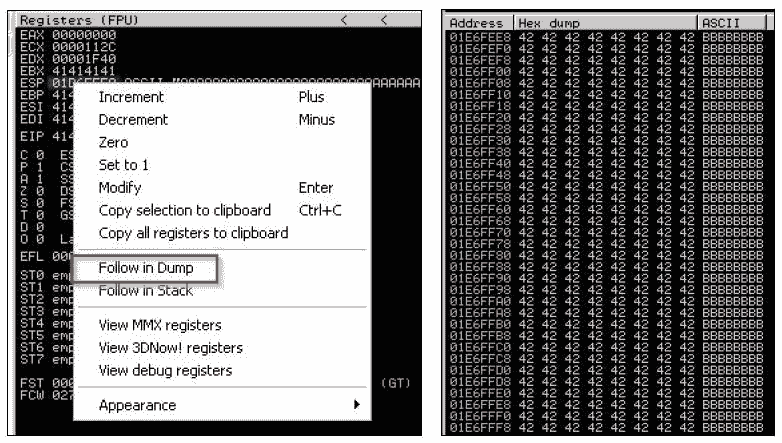 Registers (FPU) < <
EAX 00000000
ECX 0000112C
EDX 00001F40
EBX 41414141
ESP ASCII
EBP 414
ESI 414
EDI 414
EIP 414
C 0 ES
P 1 CS
A 1 SS
Z 0 DS
S 0 FS
T 0 GS
D 0
O 0 La
EFL 000
ST0 emp
ST1 emp
ST2 emp
ST3 emp
ST4 emp
ST5 emp
ST6 emp
ST7 emp
FST 000 (GT)
FCW 027
Increment Plus
Decrement Minus
Zero
Set to 1
Modify Enter
Copy selection to clipboard Ctrl+C
Copy all registers to clipboard
Follow in Dump
Follow in Stack
View MMX registers
View 3DNow! registers
View debug registers
Appearance
Address Hex dump ASCII
01E6FEE8 42 42 42 42 42 42 42 42 BBBBBBBB
01E6FEF0 42 42 42 42 42 42 42 42 BBBBBBBB
01E6FEF8 42 42 42 42 42 42 42 42 BBBBBBBB
01E6FF00 42 42 42 42 42 42 42 42 BBBBBBBB
01E6FF08 42 42 42 42 42 42 42 42 BBBBBBBB
01E6FF10 42 42 42 42 42 42 42 42 BBBBBBBB
01E6FF18 42 42 42 42 42 42 42 42 BBBBBBBB
01E6FF20 42 42 42 42 42 42 42 42 BBBBBBBB
01E6FF28 42 42 42 42 42 42 42 42 BBBBBBBB
01E6FF30 42 42 42 42 42 42 42 42 BBBBBBBB
01E6FF38 42 42 42 42 42 42 42 42 BBBBBBBB
01E6FF40 42 42 42 42 42 42 42 42 BBBBBBBB
01E6FF48 42 42 42 42 42 42 42 42 BBBBBBBB
01E6FF50 42 42 42 42 42 42 42 42 BBBBBBBB
01E6FF58 42 42 42 42 42 42 42 42 BBBBBBBB
01E6FF60 42 42 42 42 42 42 42 42 BBBBBBBB
01E6FF68 42 42 42 42 42 42 42 42 BBBBBBBB
01E6FF70 42 42 42 42 42 42 42 42 BBBBBBBB
01E6FF78 42 42 42 42 42 42 42 42 BBBBBBBB
01E6FF80 42 42 42 42 42 42 42 42 BBBBBBBB
01E6FF88 42 42 42 42 42 42 42 42 BBBBBBBB
01E6FF90 42 42 42 42 42 42 42 42 BBBBBBBB
01E6FF98 42 42 42 42 42 42 42 42 BBBBBBBB
01E6FFA0 42 42 42 42 42 42 42 42 BBBBBBBB
01E6FFA8 42 42 42 42 42 42 42 42 BBBBBBBB
01E6FFB0 42 42 42 42 42 42 42 42 BBBBBBBB
01E6FFB8 42 42 42 42 42 42 42 42 BBBBBBBB
01E6FFC0 42 42 42 42 42 42 42 42 BBBBBBBB
01E6FFC8 42 42 42 42 42 42 42 42 BBBBBBBB
01E6FFD0 42 42 42 42 42 42 42 42 BBBBBBBB
01E6FFD8 42 42 42 42 42 42 42 42 BBBBBBBB
01E6FFE0 42 42 42 42 42 42 42 42 BBBBBBBB
01E6FFE8 42 42 42 42 42 42 42 42 BBBBBBBB
01E6FFF0 42 42 42 42 42 42 42 42 BBBBBBBB
01E6FFF8 42 42 42 42 42 42 42 42 BBBBBBBB